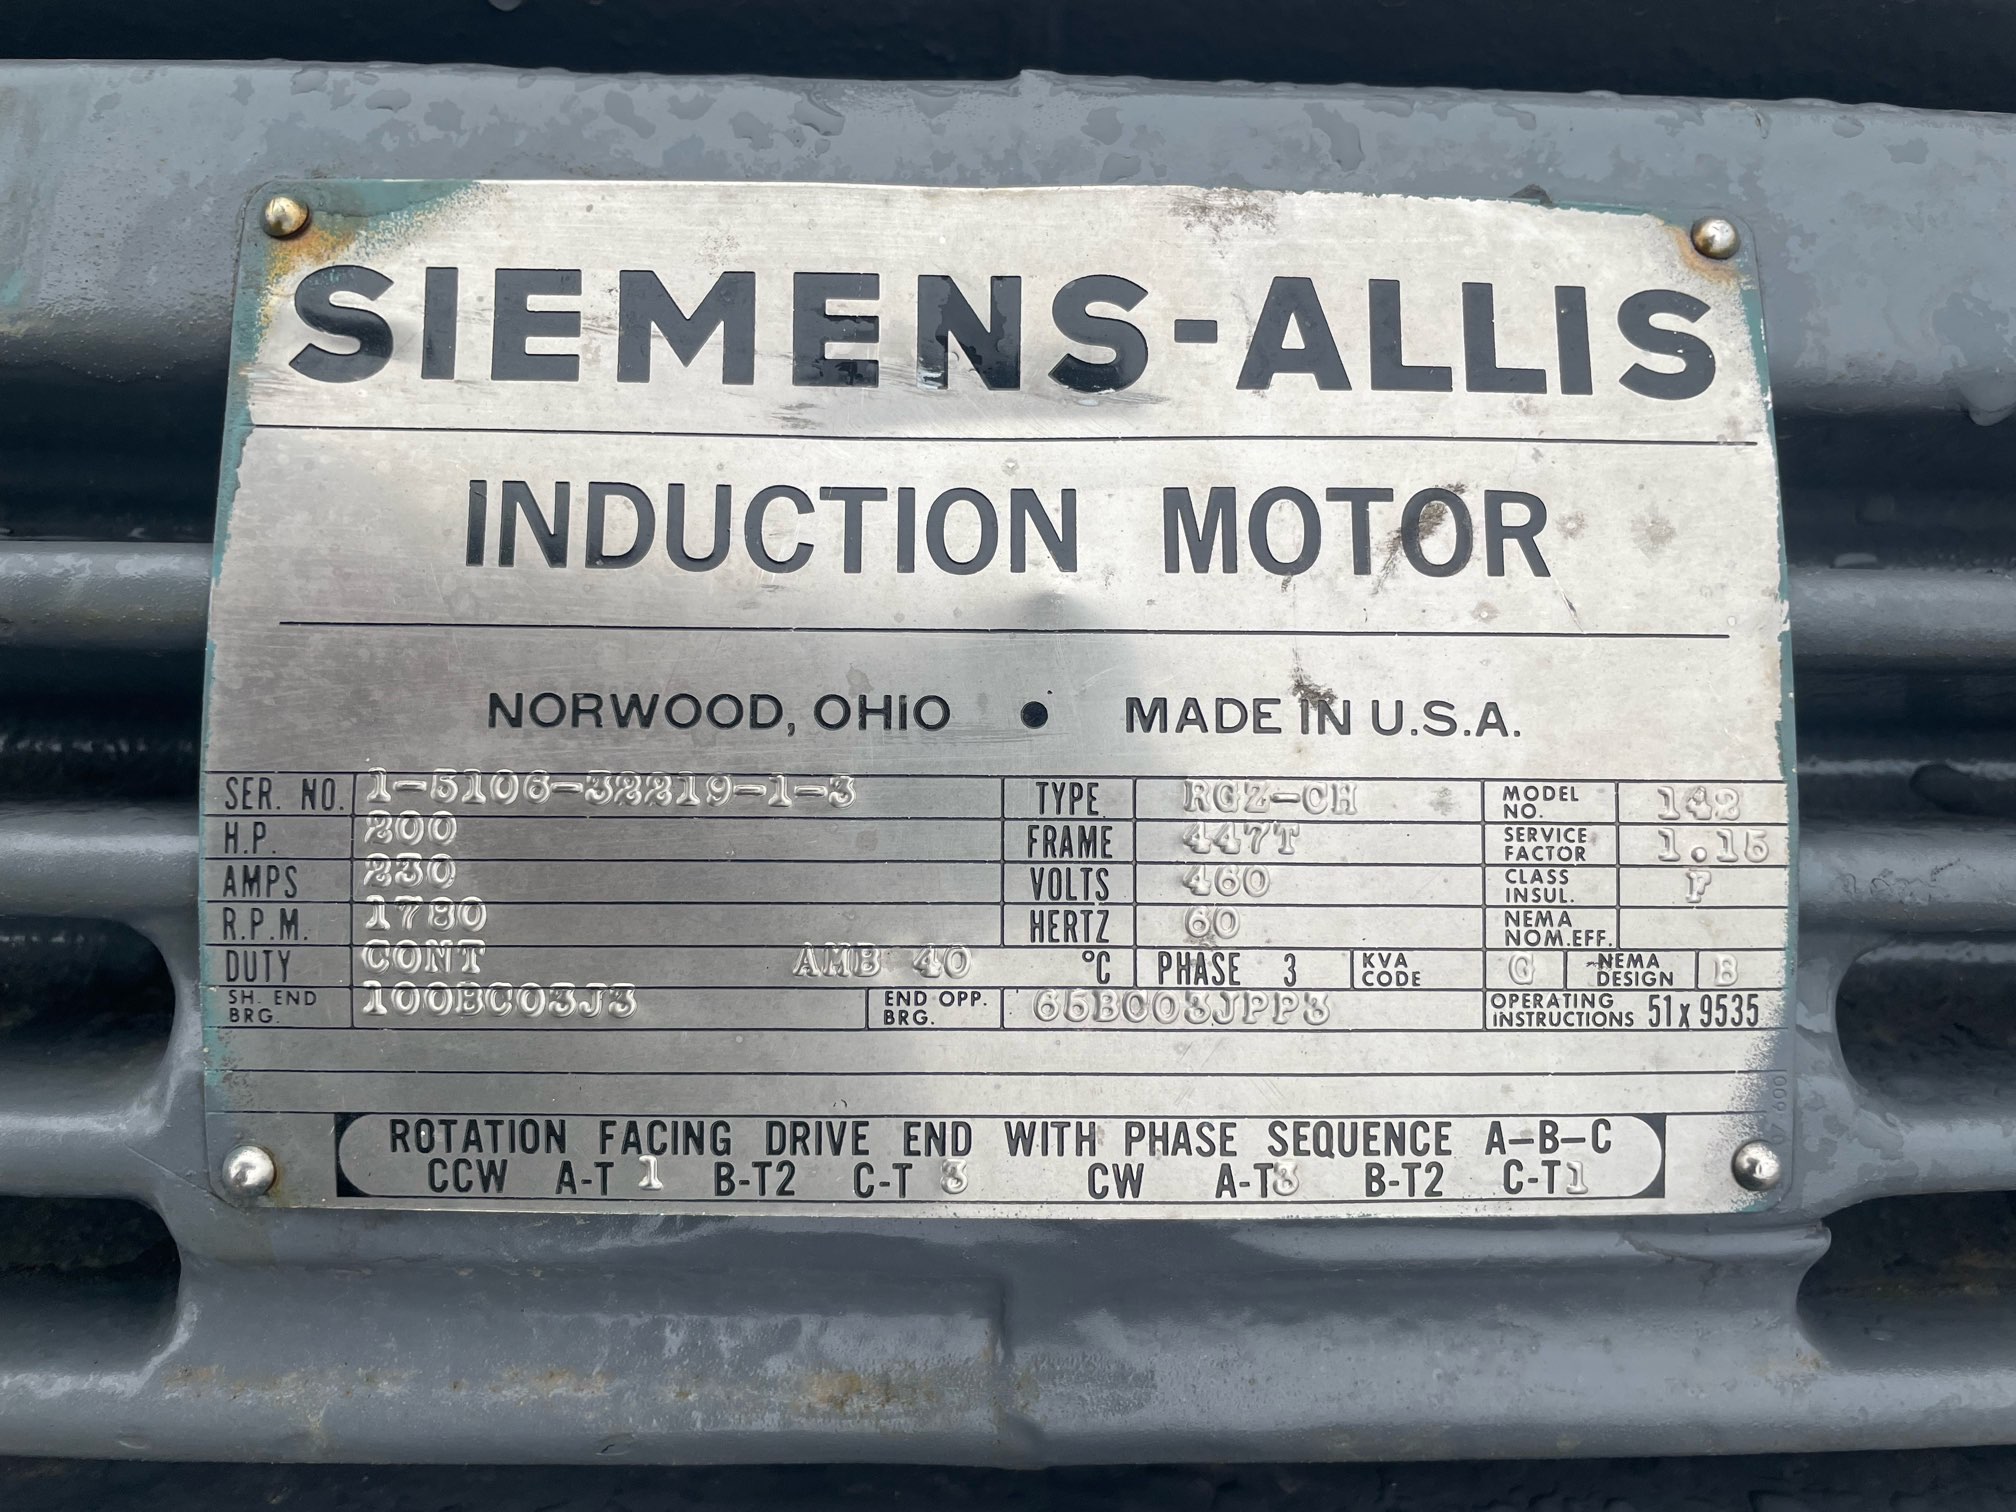 SIEMENS-ALLIS
INDUCTION MOTOR
NORWOOD, OHIO • MADE IN U.S.A.
SER. NO. 1-5106-32219-1-3 TYPE RGZ-CH MODEL NO. 142
H.P. 200 FRAME 447T SERVICE FACTOR 1.15
AMPS 230 VOLTS 460 CLASS INSUL. F
R.P.M. 1780 HERTZ 60 NEMA NOM.EFF.
DUTY CONT AMB 40 °C PHASE 3 KVA CODE G NEMA DESIGN B
SH. END BRG. 100BC03J3 END OPP. BRG. 65BC03JPP3 OPERATING INSTRUCTIONS 51X9535
ROTATION FACING DRIVE END WITH PHASE SEQUENCE A-B-C
CCW A-T 1 B-T2 C-T 3 CW A-T3 B-T2 C-T1